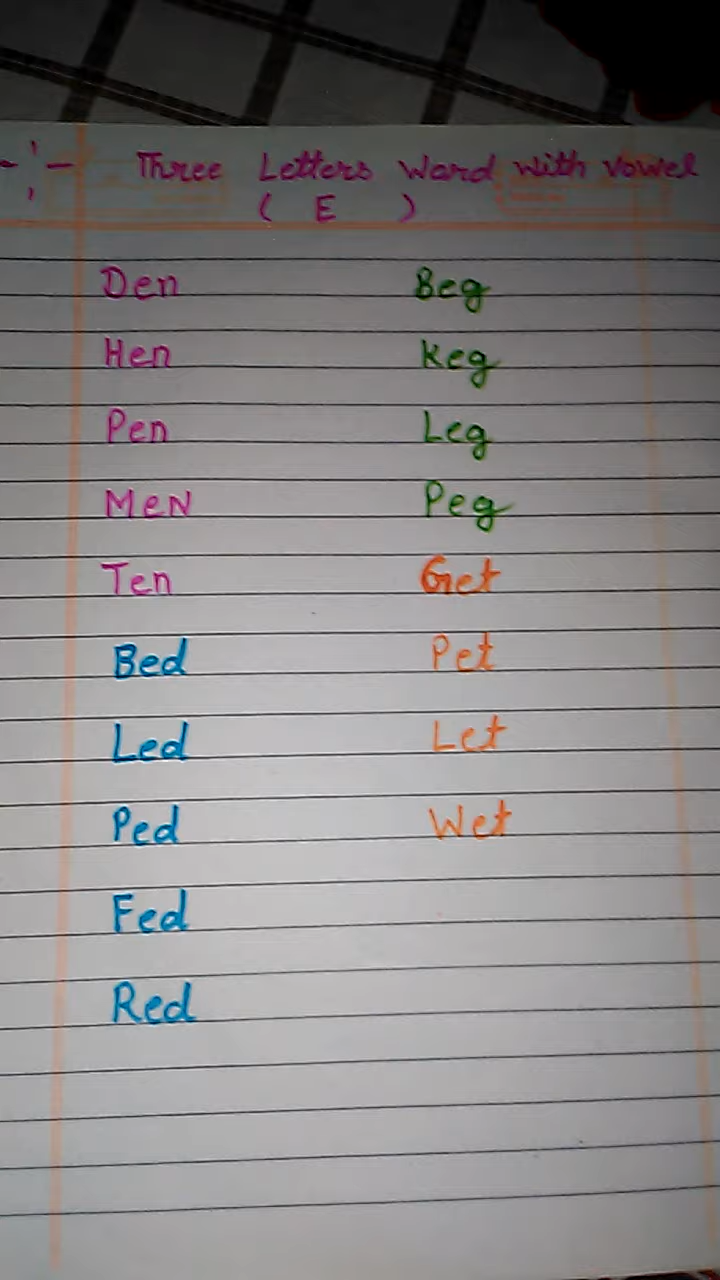 Three Letters Word with vowel
( E )
Den Beg
Hen Keg
Pen Leg
MeN Peg
Ten Get
Bed Pet
Led Let
Ped Wet
Fed
Red